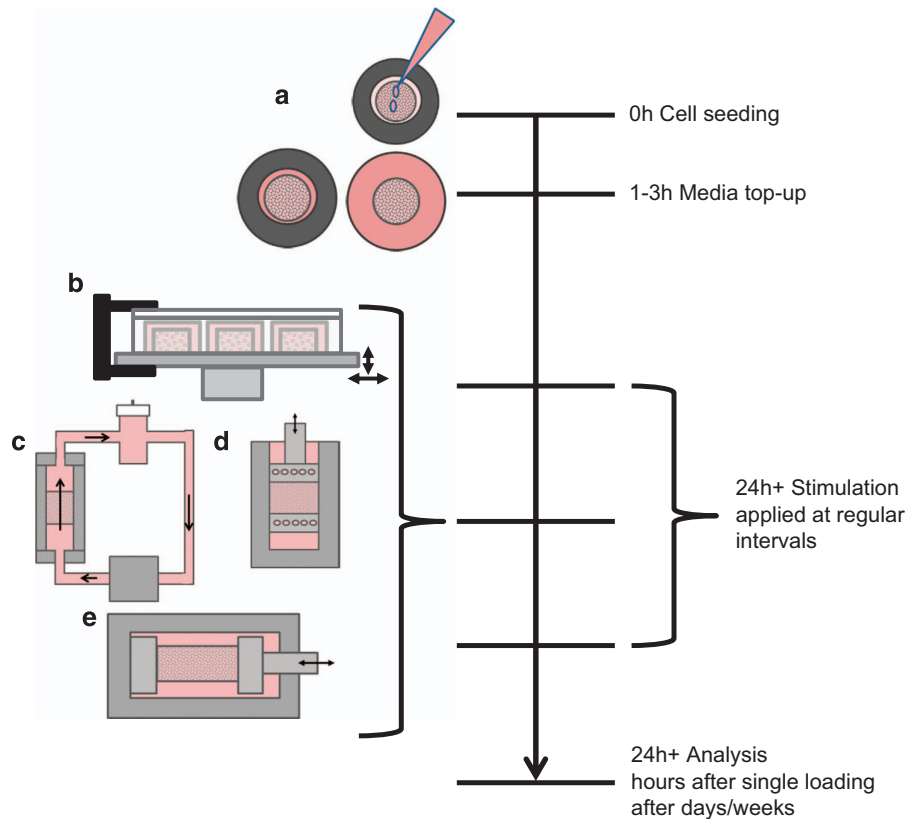 a
0h Cell seeding
1-3h Media top-up
b
c
d
24h+ Stimulation
applied at regular
intervals
e
24h+ Analysis
hours after single loading
after days/weeks